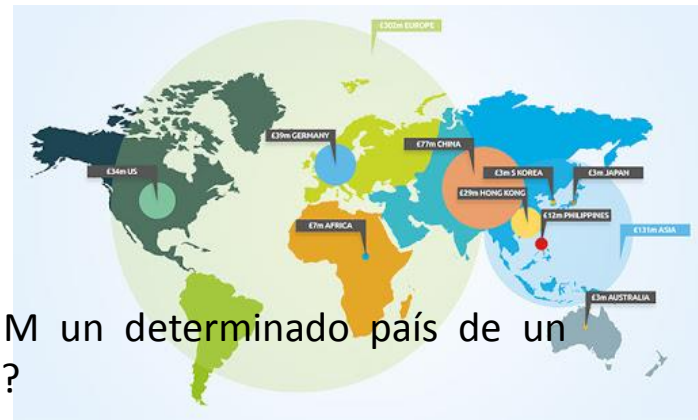 £302m EUROPE
£39m GERMANY
£77m CHINA
£34m US
£3m S KOREA
£3m JAPAN
£29m HONG KONG
£12m PHILIPPINES
£7m AFRICA
£131m ASIA
£3m AUSTRALIA
M un determinado país de un
?